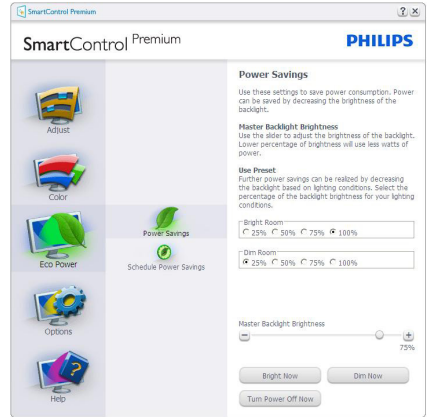 SmartControl Premium
? ×
SmartControl Premium
PHILIPS
Adjust
Color
Eco Power
Options
Help
Power Savings
Schedule Power Savings
Power Savings
Use these settings to save power consumption. Power
can be saved by decreasing the brightness of the
backlight.
Master Backlight Brightness
Use the slider to adjust the brightness of the backlight.
Lower percentage of brightness will use less watts of
power.
Use Preset
Further power savings can be realized by decreasing
the backlight based on lighting conditions. Select the
percentage of the backlight brightness for your lighting
conditions.
Bright Room
25% 50% 75% 100%
Dim Room
25% 50% 75% 100%
Master Backlight Brightness
75%
Bright Now Dim Now
Turn Power Off Now